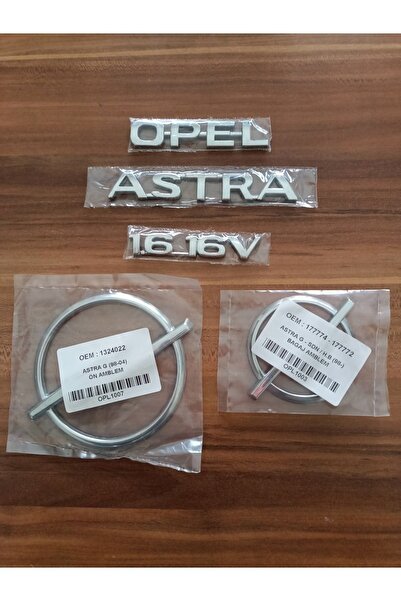 OPEL
ASTRA
1.6 16V
OEM : 1324022
ASTRA G (98-04)
ÖN AMBLEM
OPL1007
OEM : 177774 -177772
ASTRA G - SDN. H.B (98-)
BAGAJ AMBLEM
OPL1003